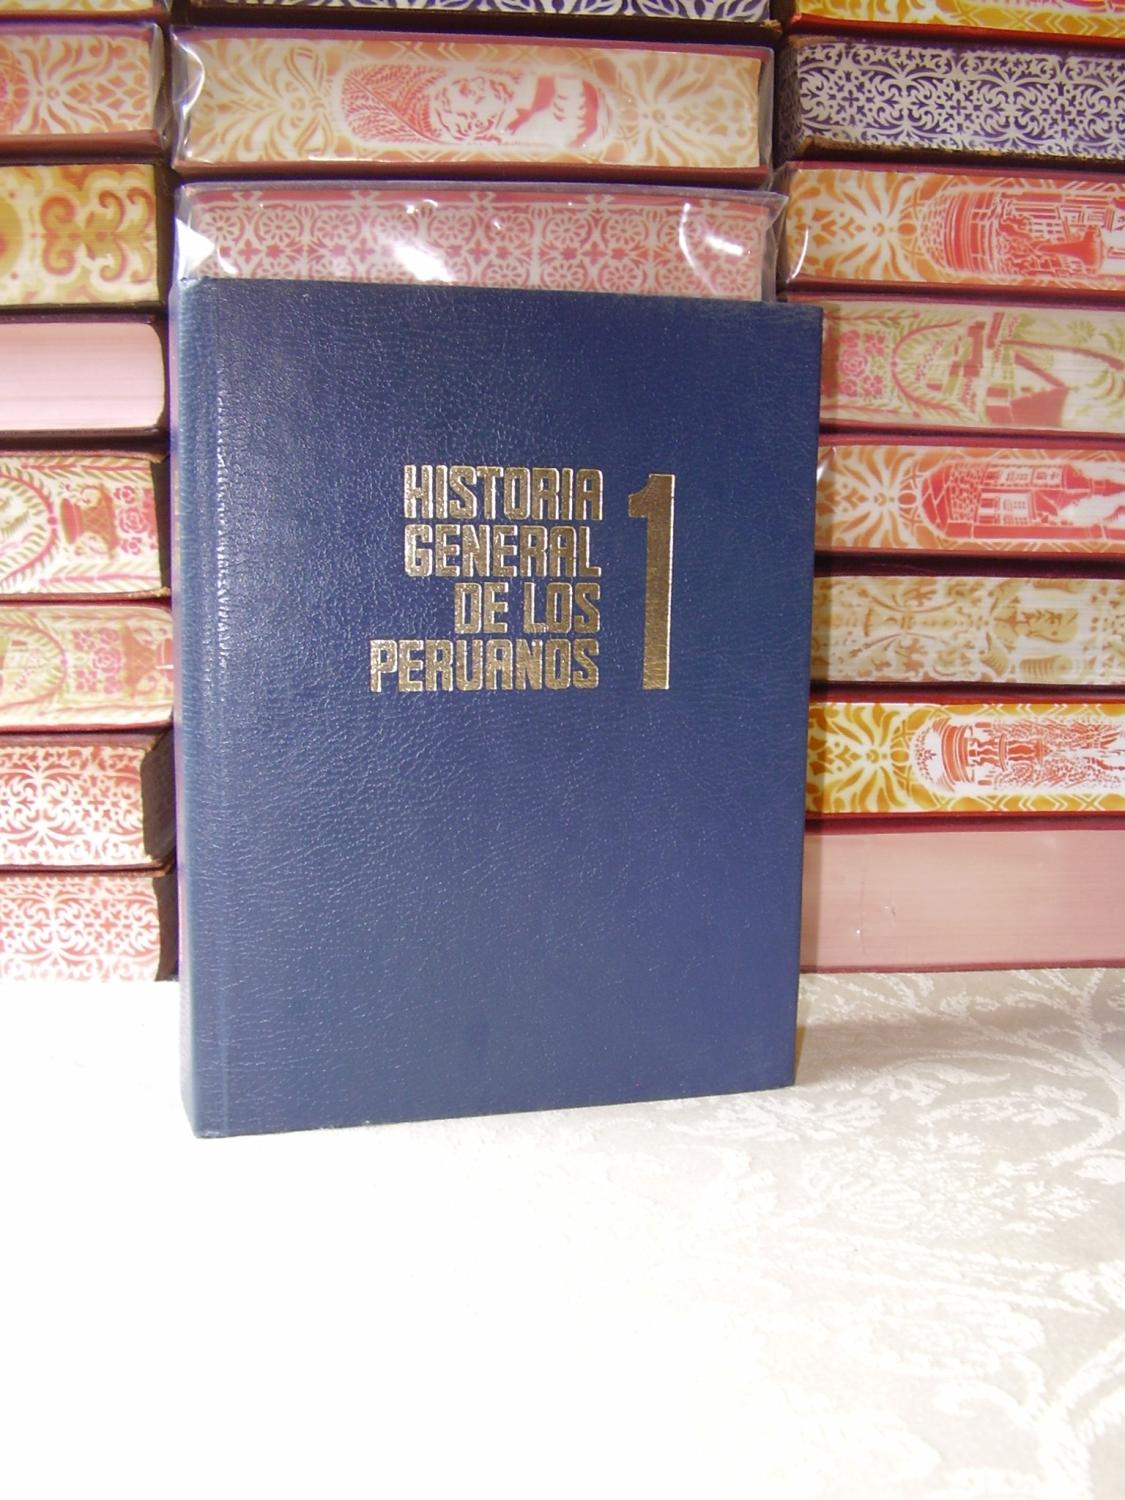 HISTORIA
GENERAL
DE LOS
PERUANOS
1